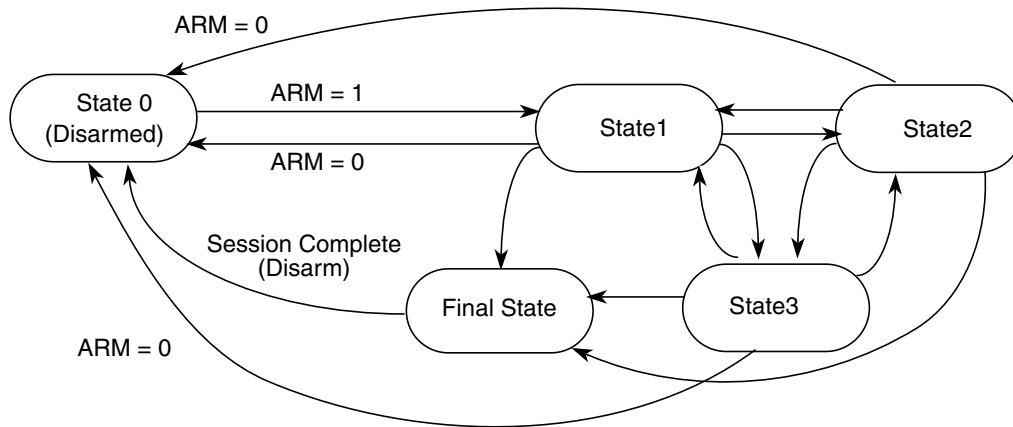 ARM = 0
State 0
(Disarmed)
ARM = 1
State1
State2
ARM = 0
Session Complete
(Disarm)
Final State
State3
ARM = 0